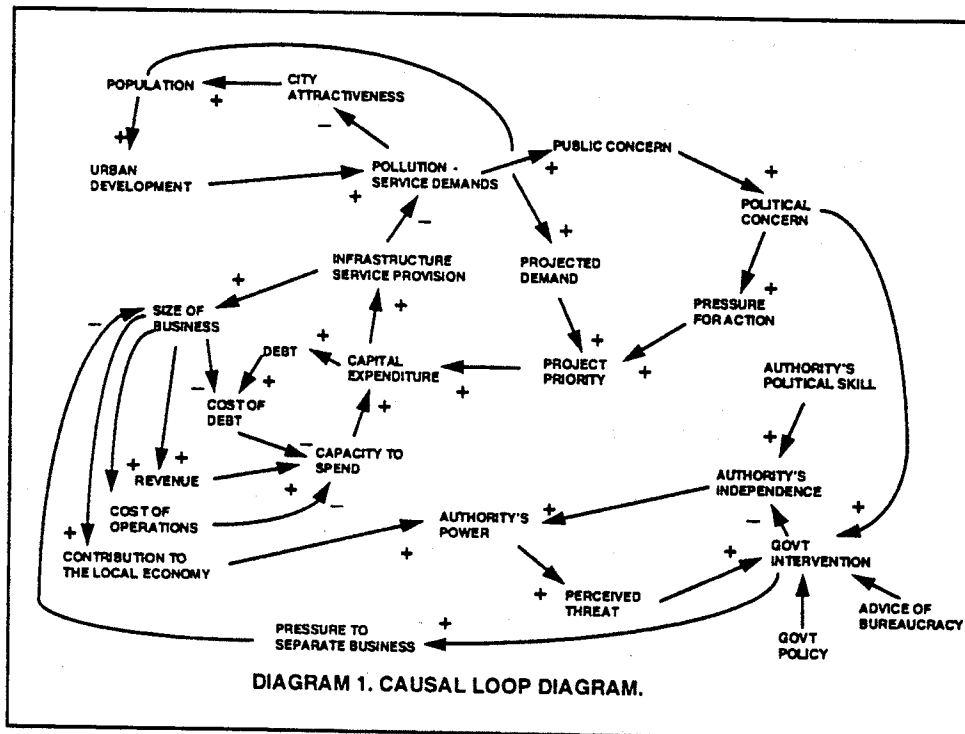 POPULATION
CITY
ATTRACTIVENESS
+
+
−
URBAN
DEVELOPMENT
POLLUTION -
SERVICE DEMANDS
+
+
PUBLIC CONCERN
+
POLITICAL
CONCERN
−
+
INFRASTRUCTURE
SERVICE PROVISION
PROJECTED
DEMAND
+
+
PRESSURE
FOR ACTION
−
SIZE OF
BUSINESS
+
+
DEBT
+
CAPITAL
EXPENDITURE
+
PROJECT
PRIORITY
+
AUTHORITY'S
POLITICAL SKILL
−
+
COST OF
DEBT
+
−
CAPACITY TO
SPEND
+
+
+
REVENUE
+
−
AUTHORITY'S
INDEPENDENCE
COST OF
OPERATIONS
AUTHORITY'S
POWER
+
−
+
+
CONTRIBUTION TO
THE LOCAL ECONOMY
+
GOVT
INTERVENTION
+
+
PERCEIVED
THREAT
ADVICE OF
BUREAUCRACY
PRESSURE TO
SEPARATE BUSINESS
+
GOVT
POLICY
DIAGRAM 1. CAUSAL LOOP DIAGRAM.